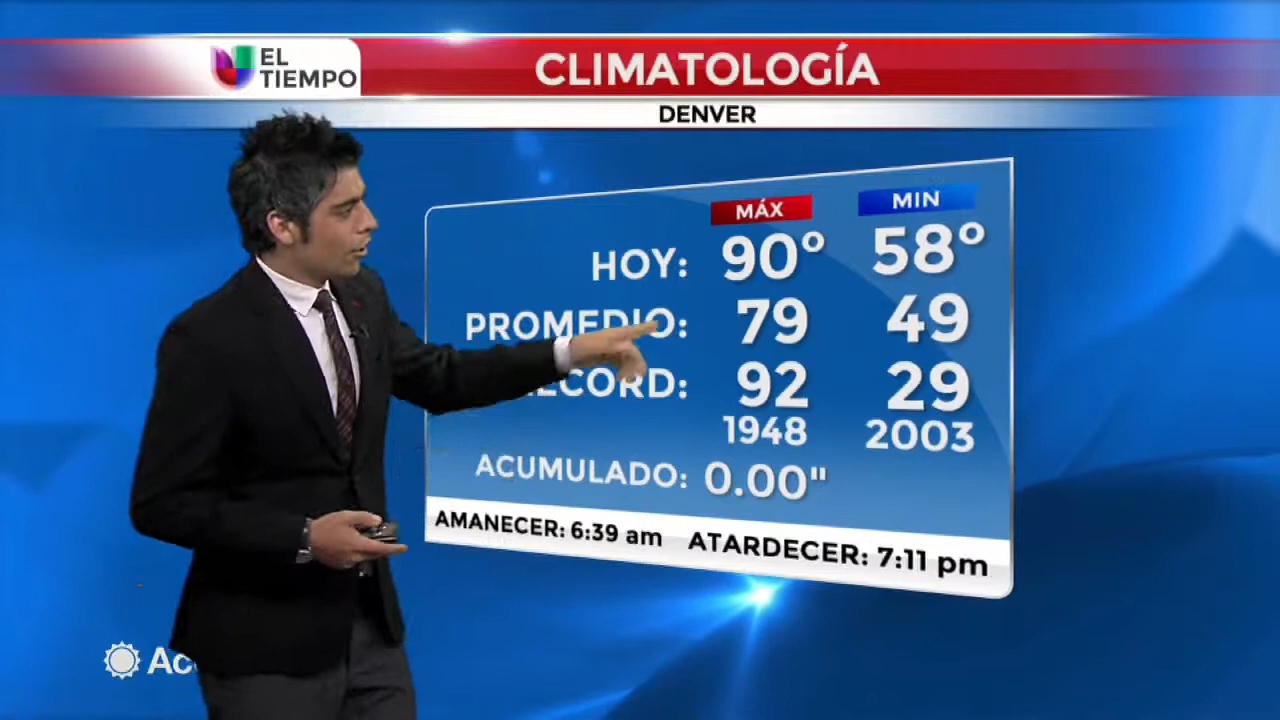 EL
TIEMPO
CLIMATOLOGÍA
DENVER
MÁX MIN
HOY: 90° 58°
PROMEDIO: 79 49
RECORD: 92 29
1948 2003
ACUMULADO: 0.00"
AMANECER: 6:39 am ATARDECER: 7:11 pm